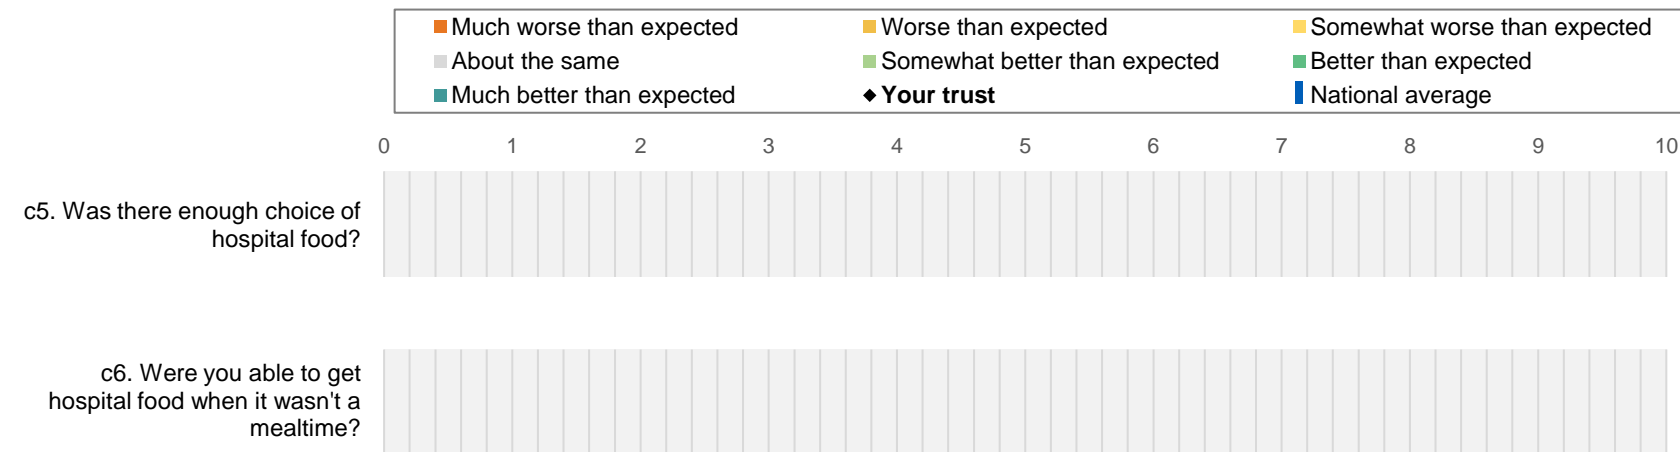 Much worse than expected
Worse than expected
Somewhat worse than expected
About the same
Somewhat better than expected
Better than expected
Much better than expected
Your trust
National average
0 1 2 3 4 5 6 7 8 9 10
c5. Was there enough choice of
hospital food?
c6. Were you able to get
hospital food when it wasn't a
mealtime?